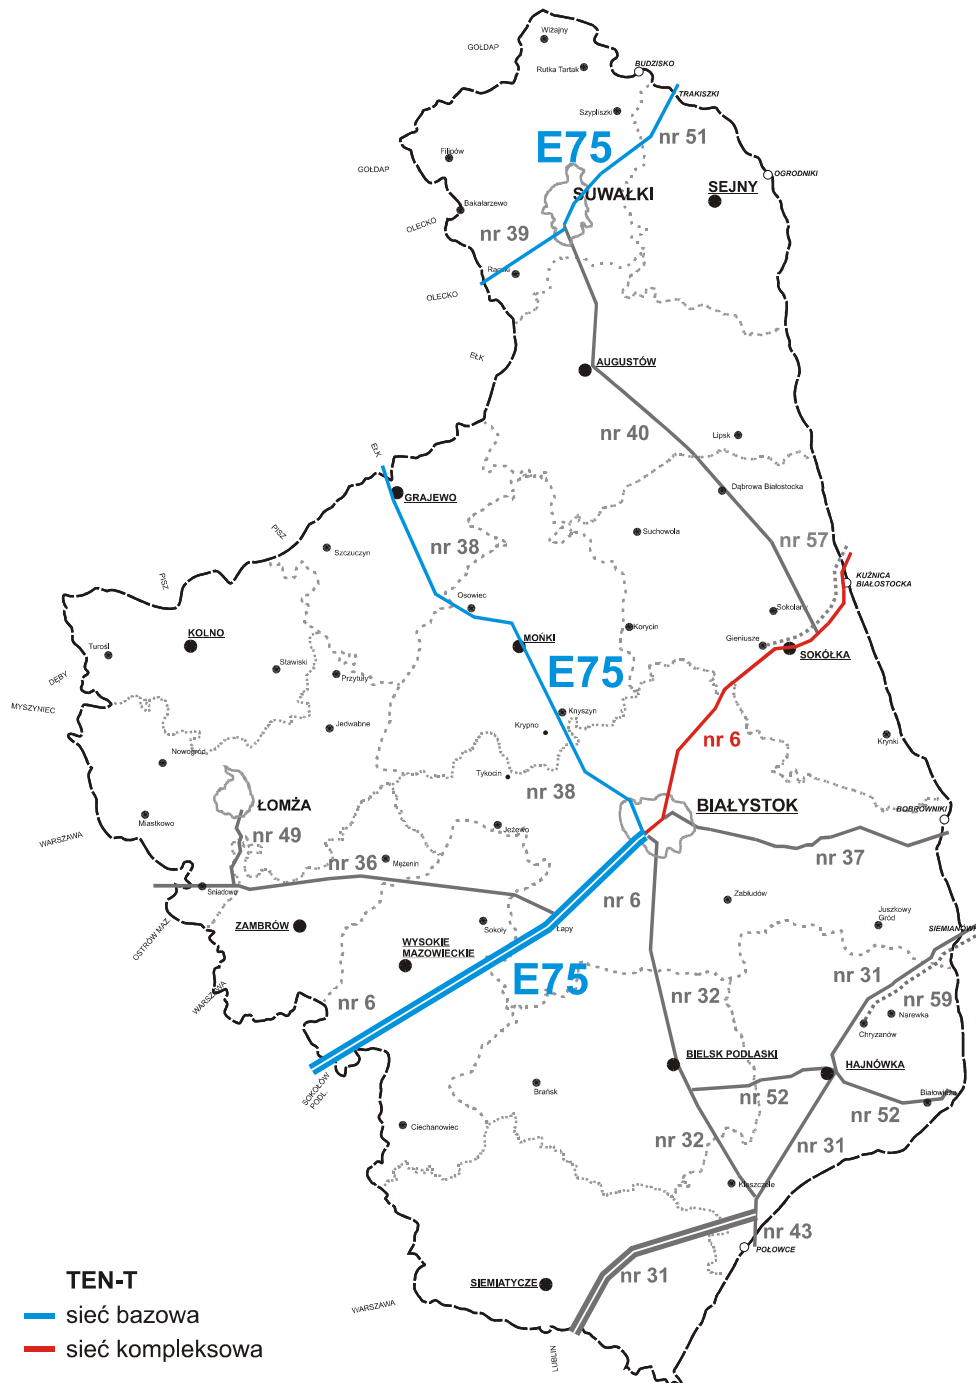 Wiżajny
GOŁDAP
Rutka Tartak
BUDZISKO
TRAKISZKI
Szypliszki
E75
nr 51
Filipów
GOŁDAP
OGRODNIKI
SUWAŁKI
SEJNY
Bakałarzewo
OLECKO
nr 39
Raczki
OLECKO
EŁK
AUGUSTÓW
nr 40
Lipsk
EŁK
GRAJEWO
Dąbrowa Białostocka
PISZ
Szczuczyn
nr 38
Suchowola
nr 57
PISZ
KUŹNICA
BIAŁOSTOCKA
Osowiec
Sokolany
Korycin
KOLNO
MOŃKI
Gieniusze
SOKÓŁKA
Turośl
DĘBY
Stawiski
Przytuły
E75
MYSZYNIEC
Knyszyn
Jedwabne
Krypno
nr 6
Krynki
Nowogród
Tykocin
nr 38
ŁOMŻA
BIAŁYSTOK
BOBROWNIKI
Miastkowo
WARSZAWA
nr 49
Jeżewo
nr 37
nr 36
Mężenin
Śniadowo
nr 6
Zabłudów
OSTRÓW MAZ.
ZAMBRÓW
Sokoły
Łapy
Juszkowy
Gród
SIEMIANÓWKA
WYSOKIE
MAZOWIECKIE
E75
nr 31
WARSZAWA
nr 6
nr 32
nr 59
Narewka
Chryzanów
BIELSK PODLASKI
HAJNÓWKA
SOKOŁÓW
PODL.
Brańsk
nr 52
nr 52
Białowieża
Ciechanowiec
nr 32
nr 31
Kleszczele
nr 43
POŁOWCE
nr 31
SIEMIATYCZE
WARSZAWA
LUBLIN
TEN-T
sieć bazowa
sieć kompleksowa